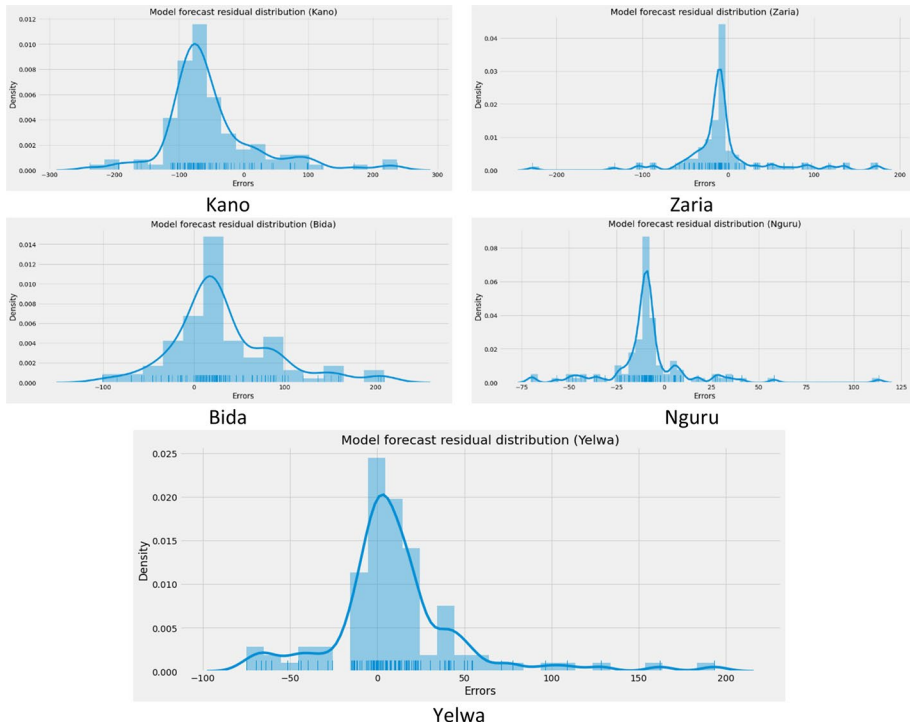 Model forecast residual distribution (Kano)
Density
0.012
0.010
0.008
0.006
0.004
0.002
0.000
−300 −200 −100 0 100 200 300
Errors
Kano
Model forecast residual distribution (Zaria)
Density
0.04
0.03
0.02
0.01
0.00
−200 −100 0 100 200
Errors
Zaria
Model forecast residual distribution (Bida)
Density
0.014
0.012
0.010
0.008
0.006
0.004
0.002
0.000
−100 0 100 200
Errors
Bida
Model forecast residual distribution (Nguru)
Density
0.08
0.06
0.04
0.02
0.00
−75 −50 −25 0 25 50 75 100 125
Errors
Nguru
Model forecast residual distribution (Yelwa)
Density
0.025
0.020
0.015
0.010
0.005
0.000
−100 −50 0 50 100 150 200
Errors
Yelwa